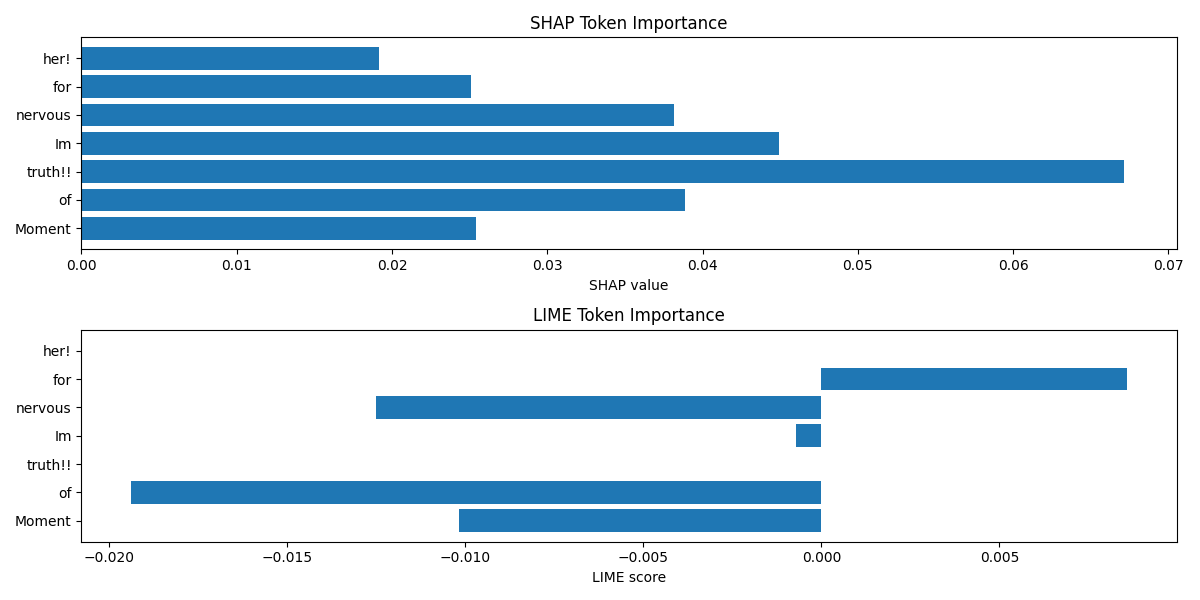 SHAP Token Importance
her!
for
nervous
Im
truth!!
of
Moment
0.00 0.01 0.02 0.03 0.04 0.05 0.06 0.07
SHAP value
LIME Token Importance
her!
for
nervous
Im
truth!!
of
Moment
−0.020 −0.015 −0.010 −0.005 0.000 0.005
LIME score